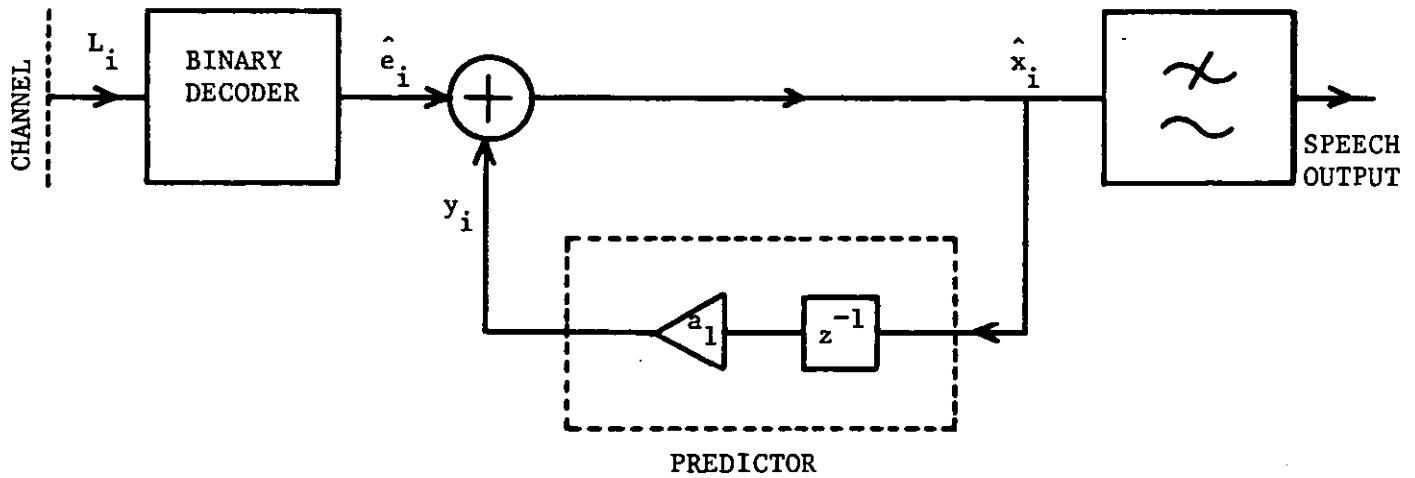 CHANNEL
L_i
BINARY
DECODER
ê_i
+
x̂_i
SPEECH
OUTPUT
y_i
a_1
z^{-1}
PREDICTOR